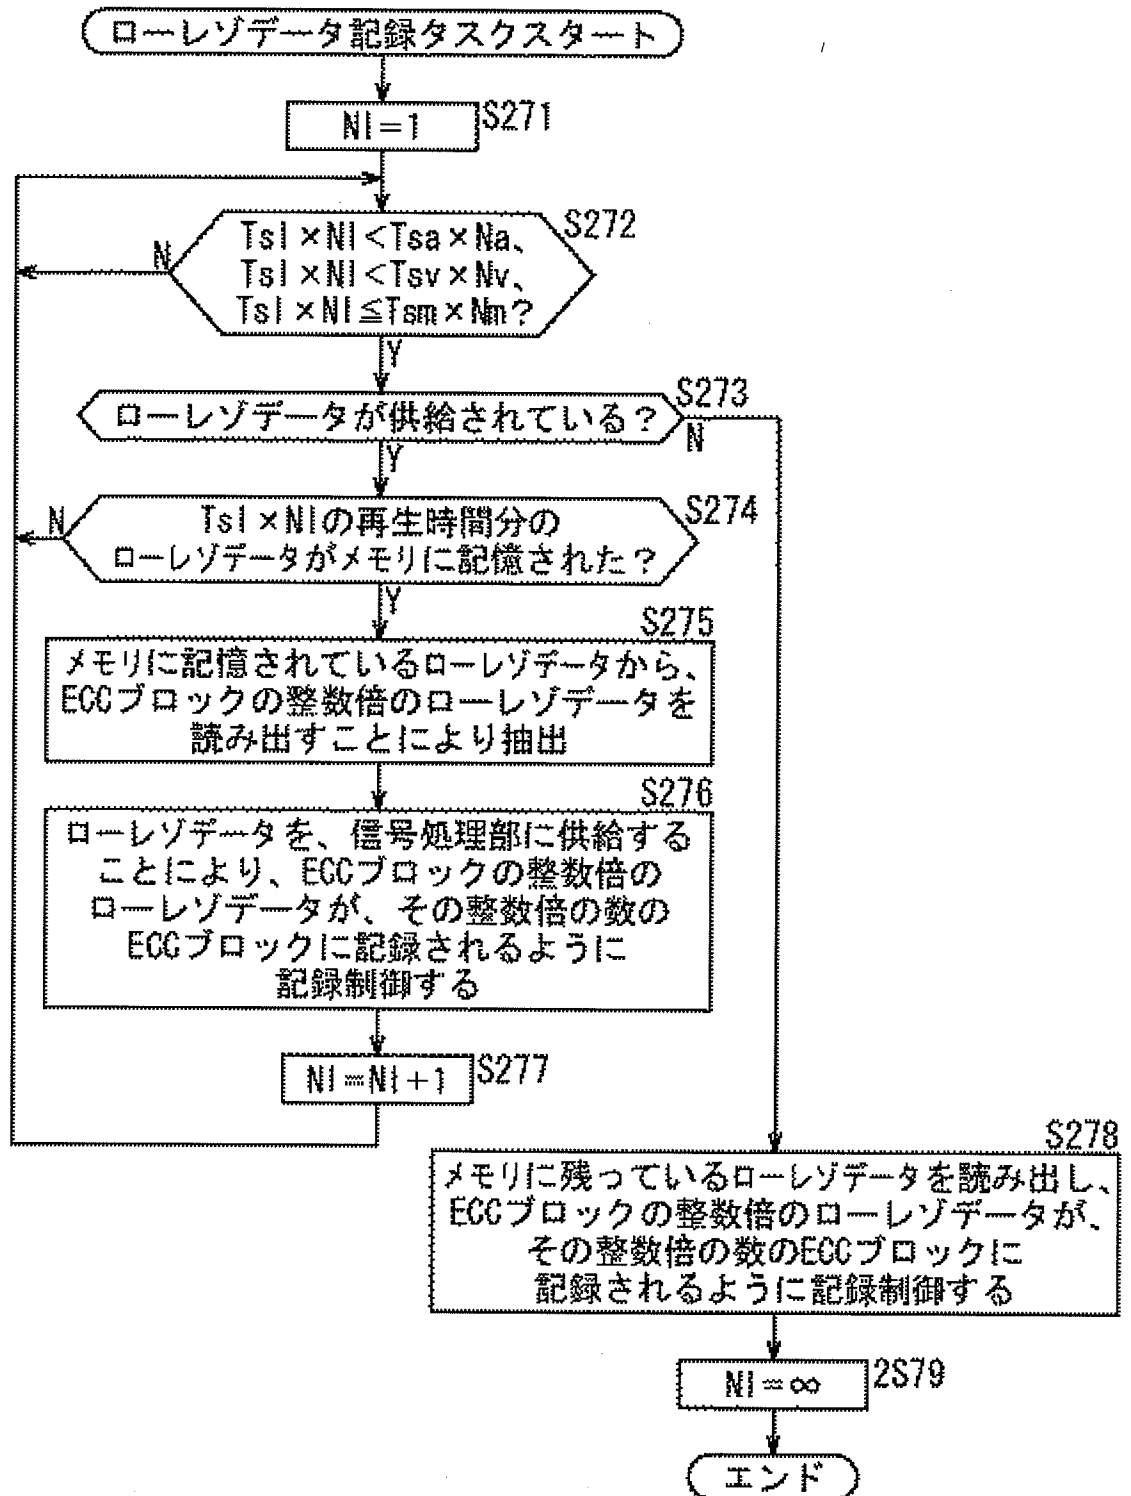 ローレゾデータ記録タスクスタート
Nl=1
S271
Tsl×Nl<Tsa×Na、
Tsl×Nl<Tsv×Nv、
Tsl×Nl≦Tsm×Nm?
S272
N
Y
ローレゾデータが供給されている?
S273
N
Y
Tsl×Nlの再生時間分の
ローレゾデータがメモリに記憶された?
S274
N
Y
S275
メモリに記憶されているローレゾデータから、
ECCブロックの整数倍のローレゾデータを
読み出すことにより抽出
S276
ローレゾデータを、信号処理部に供給する
ことにより、ECCブロックの整数倍の
ローレゾデータが、その整数倍の数の
ECCブロックに記録されるように
記録制御する
Nl=Nl+1
S277
S278
メモリに残っているローレゾデータを読み出し、
ECCブロックの整数倍のローレゾデータが、
その整数倍の数のECCブロックに
記録されるように記録制御する
Nl=∞
2S79
エンド